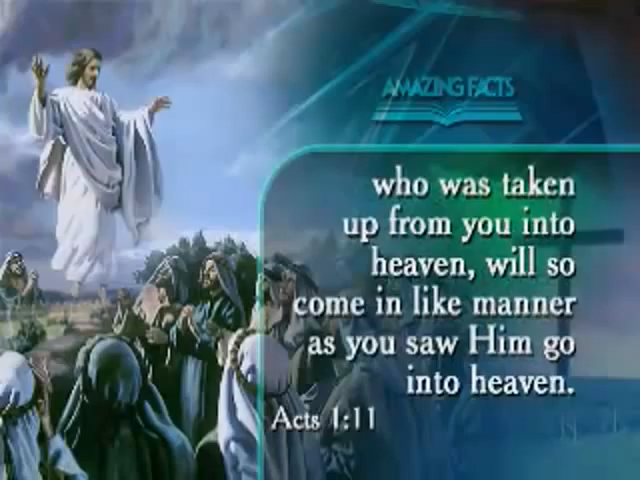 AMAZING FACTS
who was taken
up from you into
heaven, will so
come in like manner
as you saw Him go
into heaven.
Acts 1:11